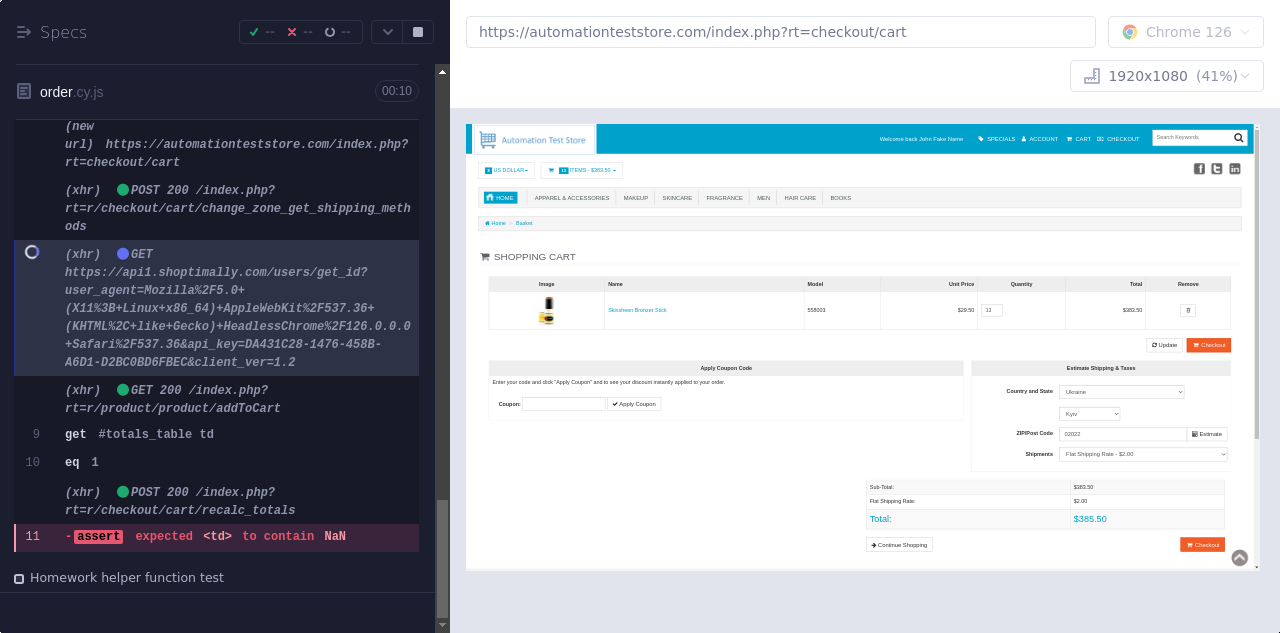 Specs
-- -- --
order.cy.js
00:10
(new
url) https://automationteststore.com/index.php?
rt=checkout/cart
(xhr) POST 200 /index.php?
rt=r/checkout/cart/change_zone_get_shipping_meth
ods
(xhr) GET
https://api1.shoptimally.com/users/get_id?
user_agent=Mozilla%2F5.0+
(X11%3B+Linux+x86_64)+AppleWebKit%2F537.36+
(KHTML%2C+like+Gecko)+HeadlessChrome%2F126.0.0.0
+Safari%2F537.36&api_key=DA431C28-1476-458B-
A6D1-D2BC0BD6FBEC&client_ver=1.2
(xhr) GET 200 /index.php?
rt=r/product/product/addToCart
9 get #totals_table td
10 eq 1
(xhr) POST 200 /index.php?
rt=r/checkout/cart/recalc_totals
11 -assert expected <td> to contain NaN
Homework helper function test
https://automationteststore.com/index.php?rt=checkout/cart
Chrome 126
1920x1080 (41%)
Automation Test Store
Welcome back John Fake Name SPECIALS ACCOUNT CART CHECKOUT
Search Keywords
$ US DOLLAR 13 ITEMS - $383.50
HOME APPAREL & ACCESSORIES MAKEUP SKINCARE FRAGRANCE MEN HAIR CARE BOOKS
Home > Basket
SHOPPING CART
Image Name Model Unit Price Quantity Total Remove
Skinsheen Bronzer Stick 558003 $29.50 13 $383.50
Update Checkout
Apply Coupon Code
Enter your code and click "Apply Coupon" and to see your discount instantly applied to your order.
Coupon: Apply Coupon
Estimate Shipping & Taxes
Country and State Ukraine
Kyiv
ZIP/Post Code 02022 Estimate
Shipments Flat Shipping Rate - $2.00
Sub-Total: $383.50
Flat Shipping Rate: $2.00
Total: $385.50
Continue Shopping Checkout